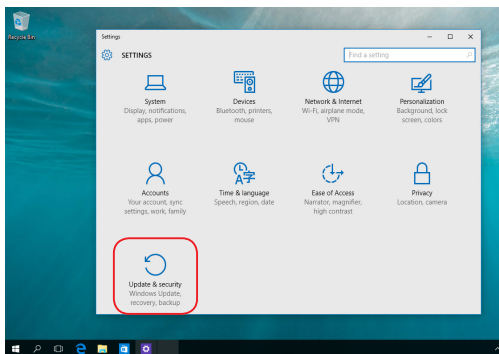 Recycle Bin
Settings
SETTINGS
Find a setting
System
Display, notifications,
apps, power
Devices
Bluetooth, printers,
mouse
Network & Internet
Wi-Fi, airplane mode,
VPN
Personalization
Background, lock
screen, colors
Accounts
Your account, sync
settings, work, family
Time & language
Speech, region, date
Ease of Access
Narrator, magnifier,
high contrast
Privacy
Location, camera
Update & security
Windows Update,
recovery, backup